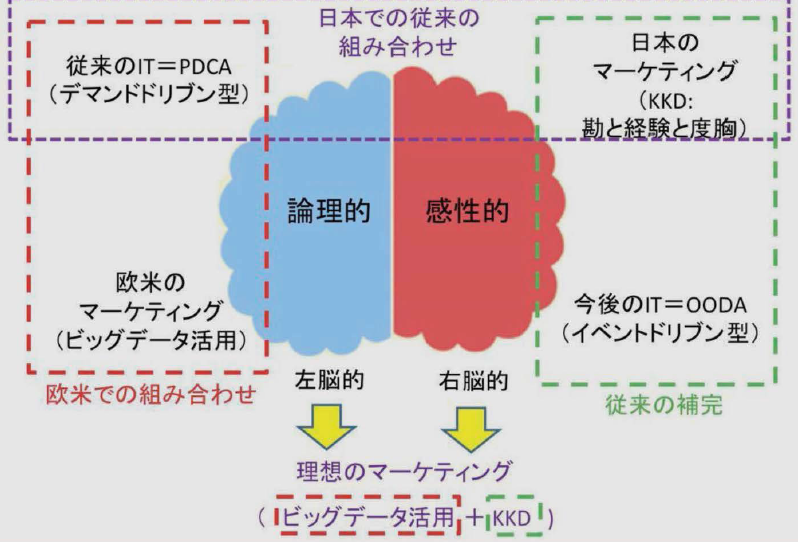 日本での従来の
組み合わせ
従来のIT＝PDCA
（デマンドドリブン型）
日本の
マーケティング
（KKD:
勘と経験と度胸）
論理的
感性的
欧米の
マーケティング
（ビッグデータ活用）
今後のIT＝OODA
（イベントドリブン型）
欧米での組み合わせ
左脳的
右脳的
従来の補完
理想のマーケティング
（ビッグデータ活用＋KKD）